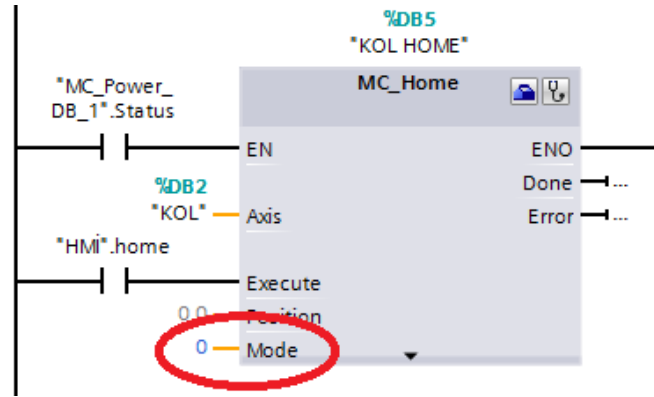 %DB5
"KOL HOME"
MC_Home
"MC_Power_
DB_1".Status
EN
ENO
Done ...
%DB2
"KOL"
Axis
Error ...
"HMİ".home
Execute
0.0
Position
0
Mode